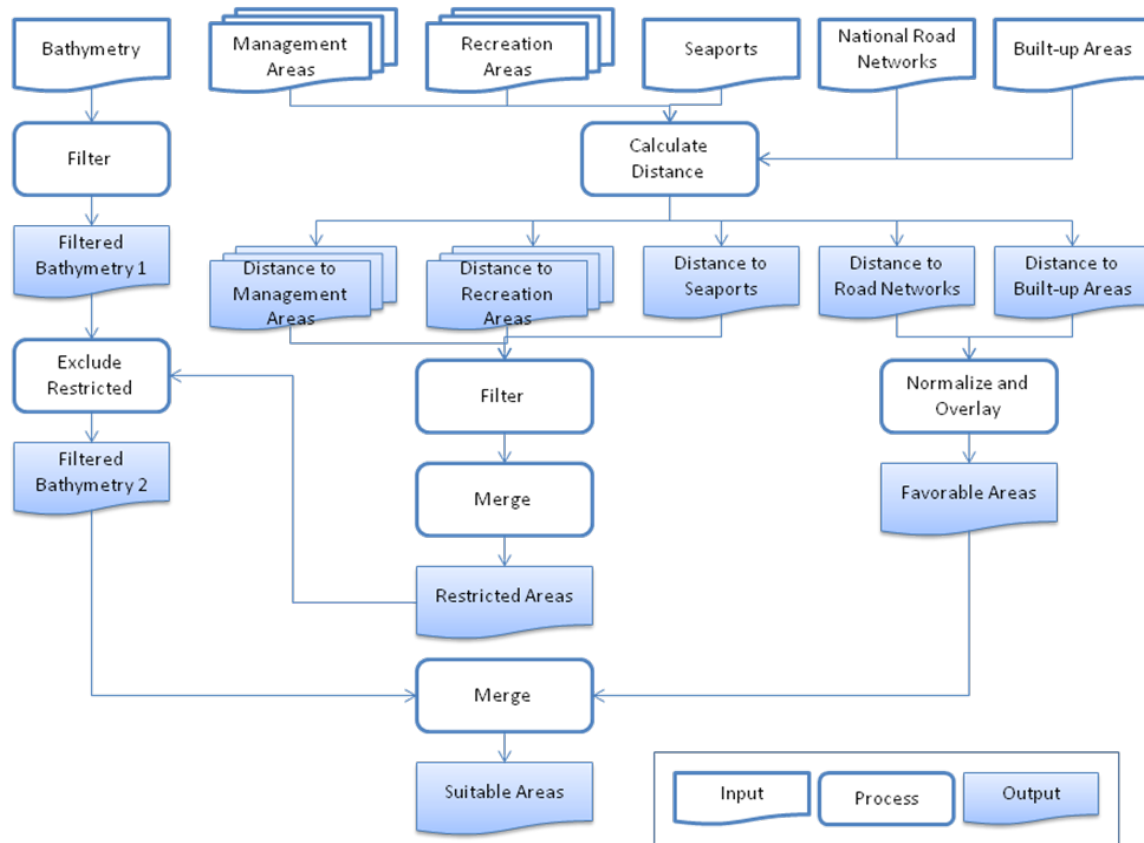 Bathymetry
Management
Areas
Recreation
Areas
Seaports
National Road
Networks
Built-up Areas
Filter
Calculate
Distance
Filtered
Bathymetry 1
Distance to
Management
Areas
Distance to
Recreation
Areas
Distance to
Seaports
Distance to
Road Networks
Distance to
Built-up Areas
Exclude
Restricted
Filter
Normalize and
Overlay
Filtered
Bathymetry 2
Merge
Favorable Areas
Restricted Areas
Merge
Suitable Areas
Input
Process
Output